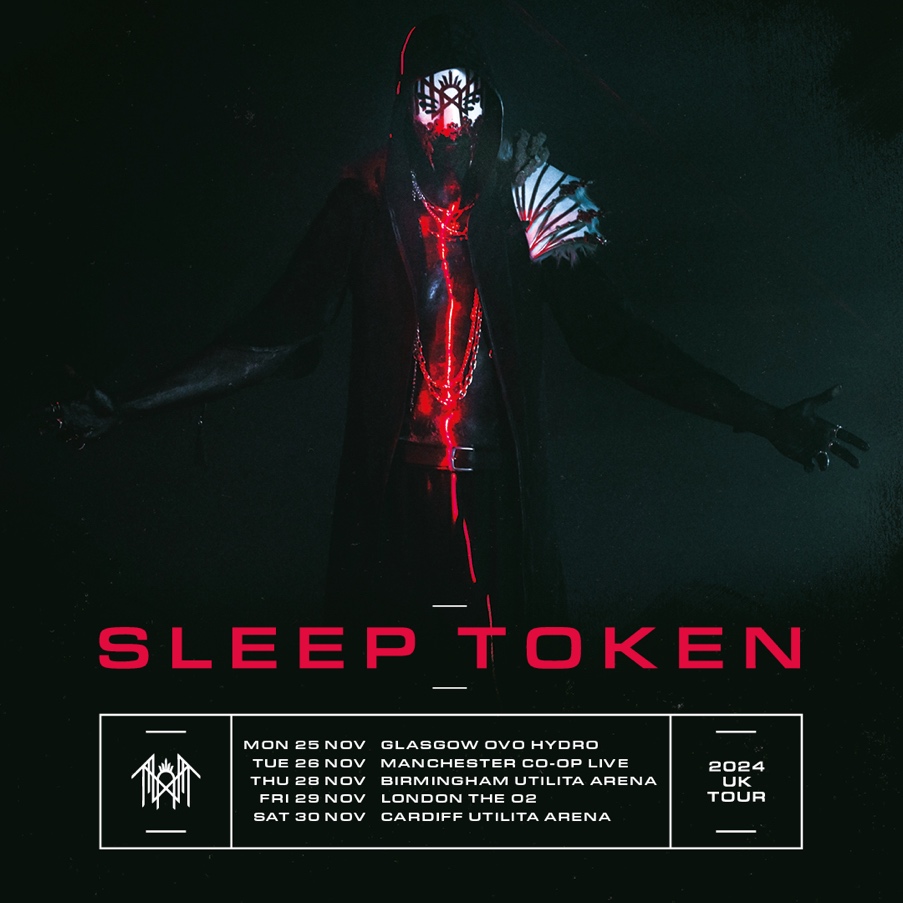 SLEEP TOKEN
MON 25 NOV GLASGOW OVO HYDRO
TUE 26 NOV MANCHESTER CO-OP LIVE
THU 28 NOV BIRMINGHAM UTILITA ARENA
FRI 29 NOV LONDON THE O2
SAT 30 NOV CARDIFF UTILITA ARENA
2024
UK
TOUR